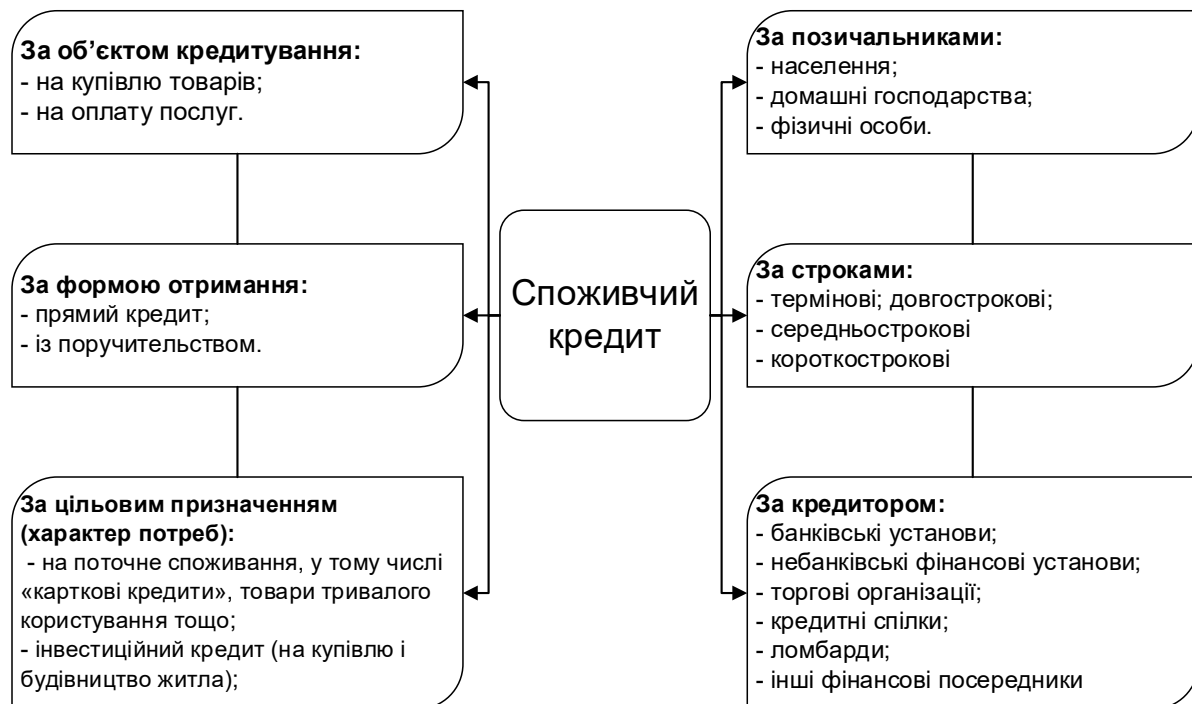 За об’єктом кредитування:
- на купівлю товарів;
- на оплату послуг.
За формою отримання:
- прямий кредит;
- із поручительством.
За цільовим призначенням
(характер потреб):
- на поточне споживання, у тому числі
«карткові кредити», товари тривалого
користування тощо;
- інвестиційний кредит (на купівлю і
будівництво житла);
Споживчий
кредит
За позичальниками:
- населення;
- домашні господарства;
- фізичні особи.
За строками:
- термінові; довгострокові;
- середньострокові
- короткострокові
За кредитором:
- банківські установи;
- небанківські фінансові установи;
- торгові організації;
- кредитні спілки;
- ломбарди;
- інші фінансові посередники